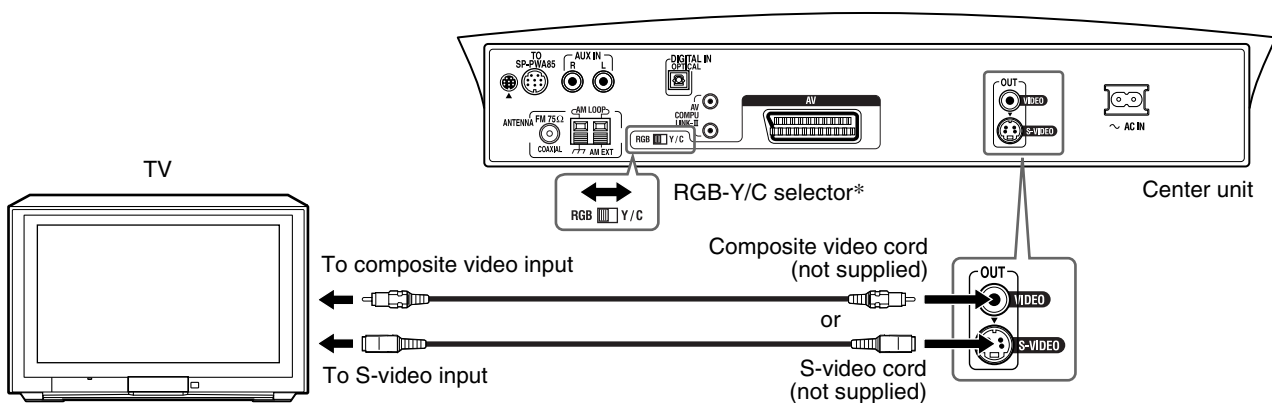 TO
SP-PWA85
AUX IN
R L
DIGITAL IN
OPTICAL
ANTENNA
FM 75Ω
COAXIAL
AM LOOP
AM EXT
AV
COMPU
LINK-II
RGB Y/C
AV
OUT
VIDEO
S-VIDEO
~ AC IN
TV
RGB Y/C
RGB-Y/C selector*
Center unit
To composite video input
Composite video cord
(not supplied)
or
To S-video input
S-video cord
(not supplied)
OUT
VIDEO
S-VIDEO